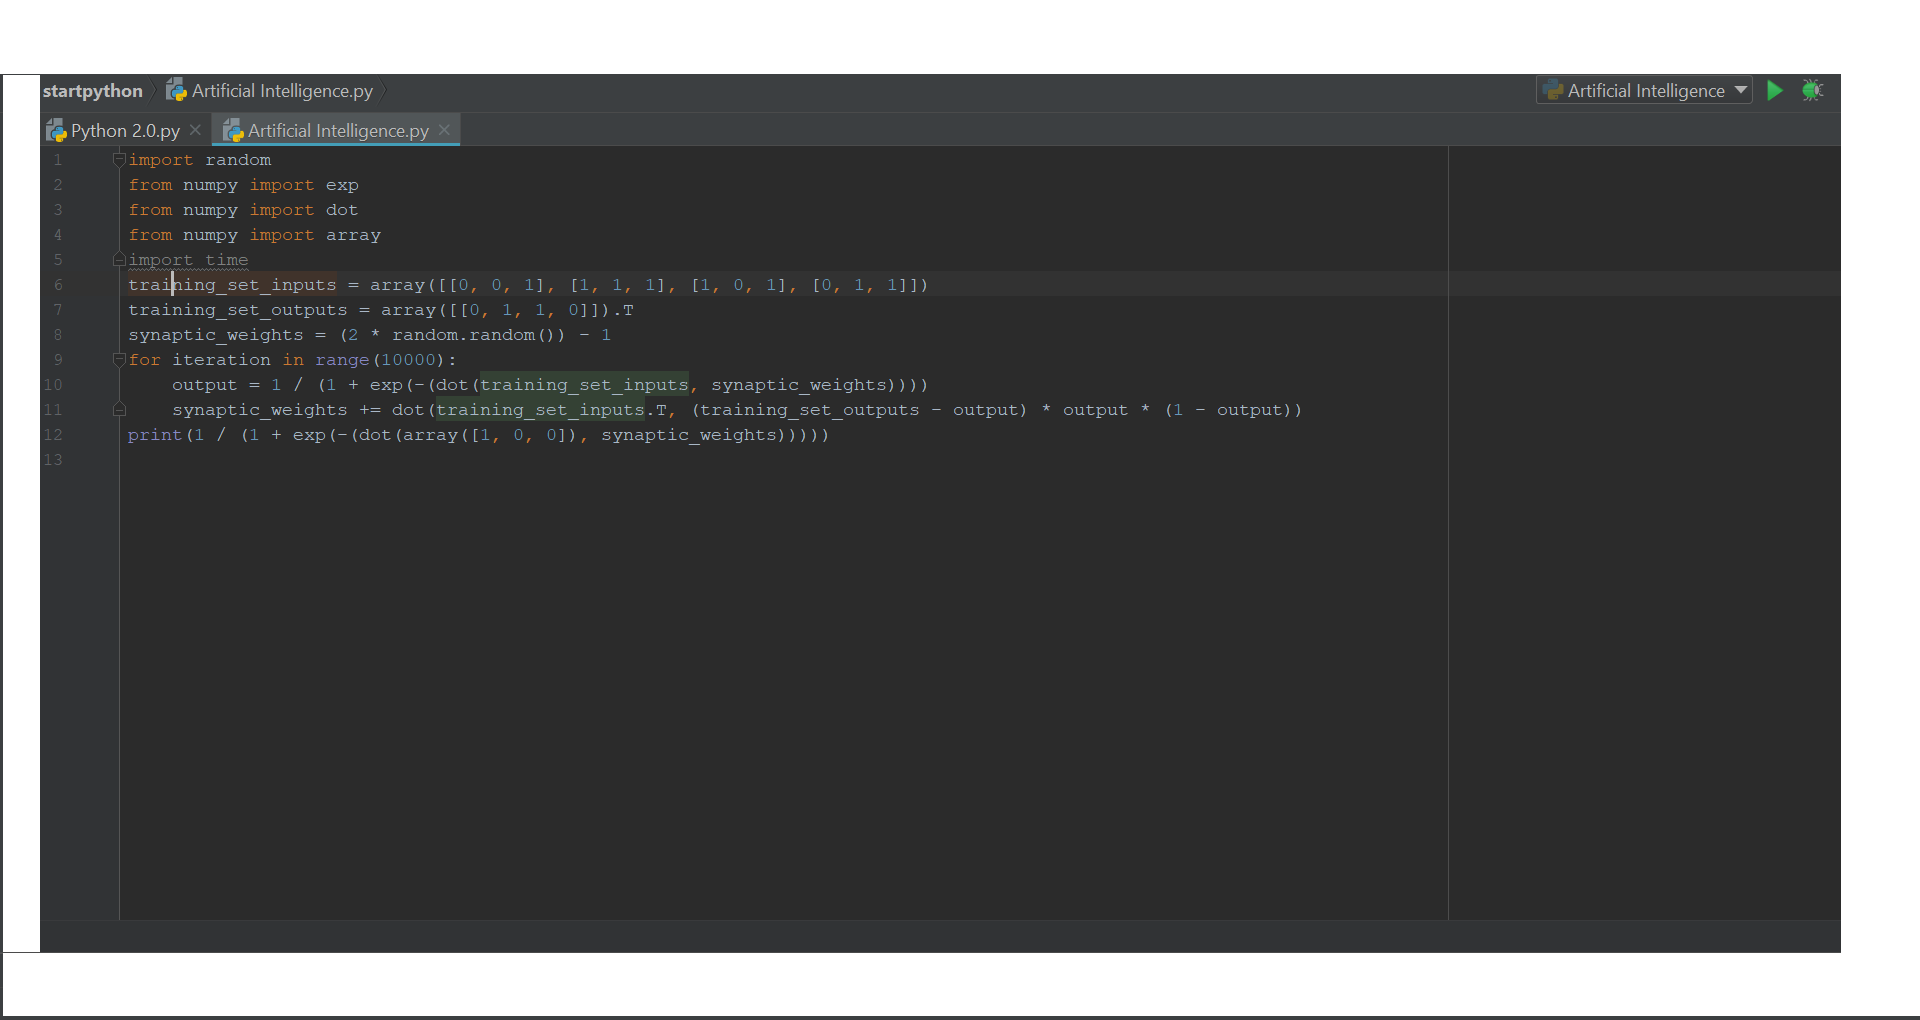 startpython Artificial Intelligence.py Artificial Intelligence
Python 2.0.py Artificial Intelligence.py
1 import random
2 from numpy import exp
3 from numpy import dot
4 from numpy import array
5 import time
6 training_set_inputs = array([[0, 0, 1], [1, 1, 1], [1, 0, 1], [0, 1, 1]])
7 training_set_outputs = array([[0, 1, 1, 0]]).T
8 synaptic_weights = (2 * random.random()) - 1
9 for iteration in range(10000):
10     output = 1 / (1 + exp(-(dot(training_set_inputs, synaptic_weights))))
11     synaptic_weights += dot(training_set_inputs.T, (training_set_outputs - output) * output * (1 - output))
12 print(1 / (1 + exp(-(dot(array([1, 0, 0]), synaptic_weights)))))
13